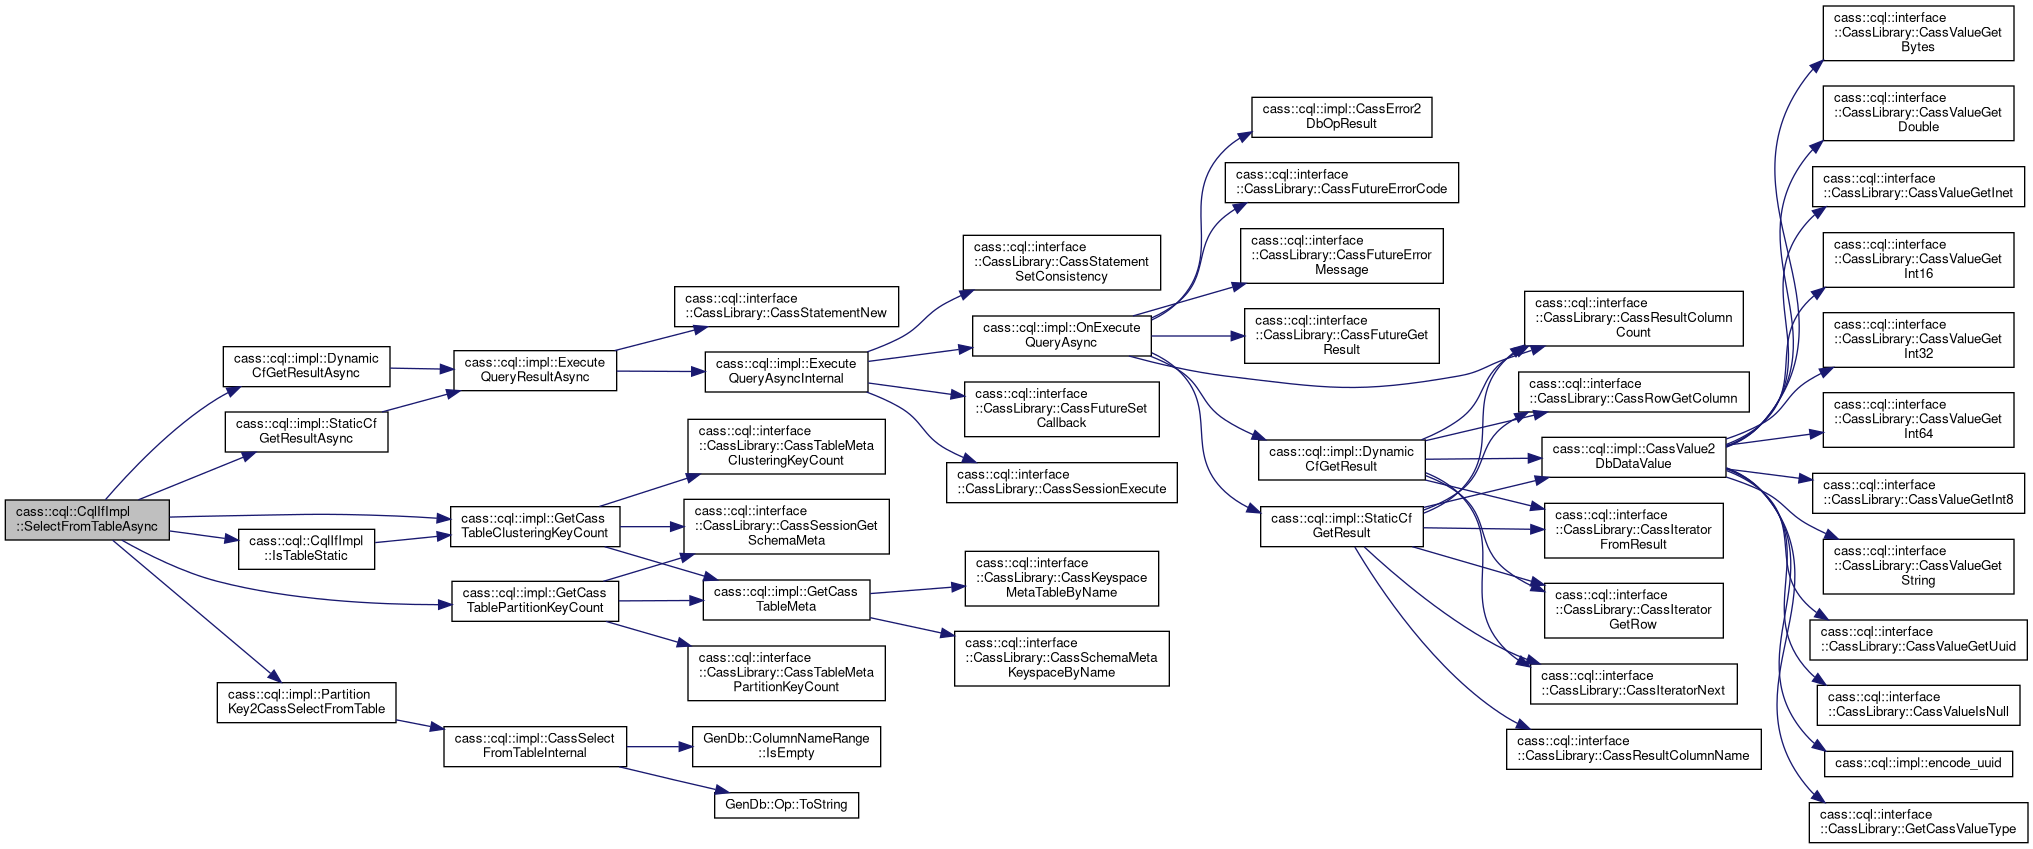 cass::cql::CqlIfImpl
::SelectFromTableAsync
cass::cql::impl::Dynamic
CfGetResultAsync
cass::cql::impl::StaticCf
GetResultAsync
cass::cql::CqlIfImpl
::IsTableStatic
cass::cql::impl::Partition
Key2CassSelectFromTable
cass::cql::impl::Execute
QueryResultAsync
cass::cql::impl::GetCass
TableClusteringKeyCount
cass::cql::impl::GetCass
TablePartitionKeyCount
cass::cql::impl::CassSelect
FromTableInternal
cass::cql::interface
::CassLibrary::CassStatementNew
cass::cql::impl::Execute
QueryAsyncInternal
cass::cql::interface
::CassLibrary::CassTableMeta
ClusteringKeyCount
cass::cql::interface
::CassLibrary::CassSessionGet
SchemaMeta
cass::cql::impl::GetCass
TableMeta
cass::cql::interface
::CassLibrary::CassTableMeta
PartitionKeyCount
GenDb::ColumnNameRange
::IsEmpty
GenDb::Op::ToString
cass::cql::interface
::CassLibrary::CassStatement
SetConsistency
cass::cql::impl::OnExecute
QueryAsync
cass::cql::interface
::CassLibrary::CassFutureSet
Callback
cass::cql::interface
::CassLibrary::CassSessionExecute
cass::cql::interface
::CassLibrary::CassKeyspace
MetaTableByName
cass::cql::interface
::CassLibrary::CassSchemaMeta
KeyspaceByName
cass::cql::impl::CassError2
DbOpResult
cass::cql::interface
::CassLibrary::CassFutureErrorCode
cass::cql::interface
::CassLibrary::CassFutureError
Message
cass::cql::interface
::CassLibrary::CassFutureGet
Result
cass::cql::impl::Dynamic
CfGetResult
cass::cql::impl::StaticCf
GetResult
cass::cql::interface
::CassLibrary::CassResultColumn
Count
cass::cql::interface
::CassLibrary::CassRowGetColumn
cass::cql::impl::CassValue2
DbDataValue
cass::cql::interface
::CassLibrary::CassIterator
FromResult
cass::cql::interface
::CassLibrary::CassIterator
GetRow
cass::cql::interface
::CassLibrary::CassIteratorNext
cass::cql::interface
::CassLibrary::CassResultColumnName
cass::cql::interface
::CassLibrary::CassValueGet
Bytes
cass::cql::interface
::CassLibrary::CassValueGet
Double
cass::cql::interface
::CassLibrary::CassValueGetInet
cass::cql::interface
::CassLibrary::CassValueGet
Int16
cass::cql::interface
::CassLibrary::CassValueGet
Int32
cass::cql::interface
::CassLibrary::CassValueGet
Int64
cass::cql::interface
::CassLibrary::CassValueGetInt8
cass::cql::interface
::CassLibrary::CassValueGet
String
cass::cql::interface
::CassLibrary::CassValueGetUuid
cass::cql::interface
::CassLibrary::CassValueIsNull
cass::cql::impl::encode_uuid
cass::cql::interface
::CassLibrary::GetCassValueType